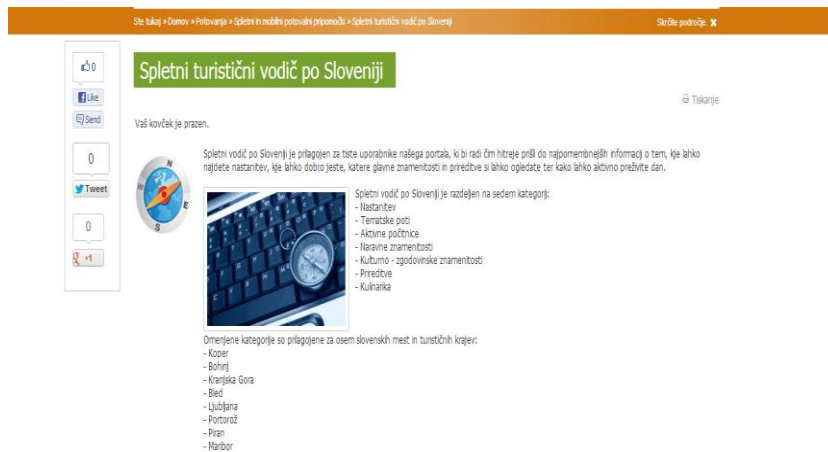 Ste tukaj » Domov » Potovanja » Spletni in mobilni potovalni pripomočki » Spletni turistični vodič po Sloveniji
Skrčite področje. ✖
0
Like
Send
0
Tweet
0
+1
Spletni turistični vodič po Sloveniji
Tiskanje
Vaš kovček je prazen.
N
E
S
W
Spletni vodič po Sloveniji je prilagojen za tiste uporabnike našega portala, ki bi radi čim hitreje prišli do najpomembnejših informacij o tem, kje lahko
najdete nastanitev, kje lahko dobro jeste, katere glavne znamenitosti in prireditve si lahko ogledate ter kako lahko aktivno preživite dan.
Spletni vodič po Sloveniji je razdeljen na sedem kategorij:
- Nastanitev
- Tematske poti
- Aktivne počitnice
- Naravne znamenitosti
- Kulturno - zgodovinske znamenitosti
- Prireditve
- Kulinarika
Omenjene kategorije so prilagojene za osem slovenskih mest in turističnih krajev:
- Koper
- Bohinj
- Kranjska Gora
- Bled
- Ljubljana
- Portorož
- Piran
- Maribor